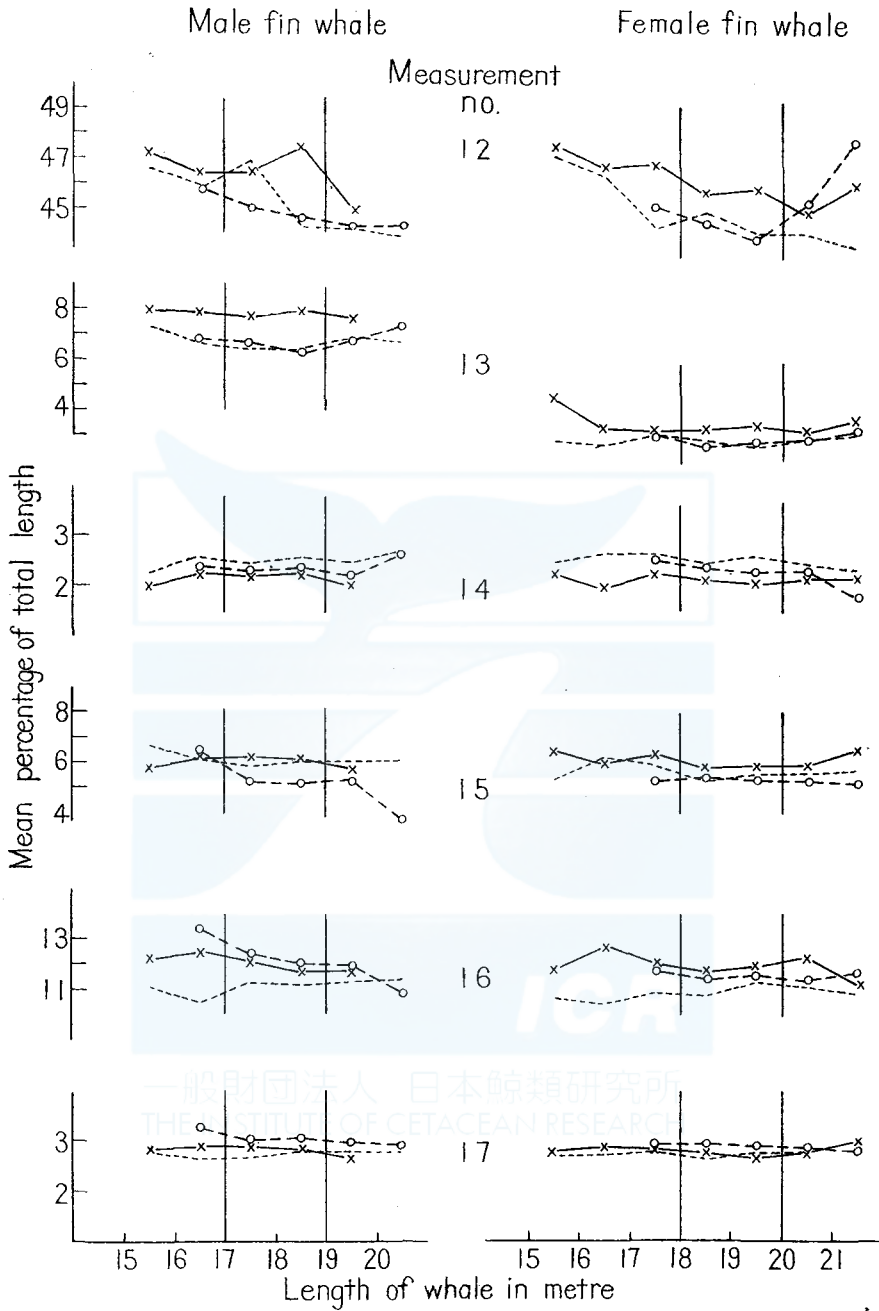 Male fin whale
Female fin whale
Measurement
no.
49
47
45
12
8
6
4
13
3
2
14
8
6
4
15
13
11
16
3
2
17
Mean percentage of total length
ICR
一般財団法人 日本鯨類研究所
THE INSTITUTE OF CETACEAN RESEARCH
15 16 17 18 19 20
15 16 17 18 19 20 21
Length of whale in metre